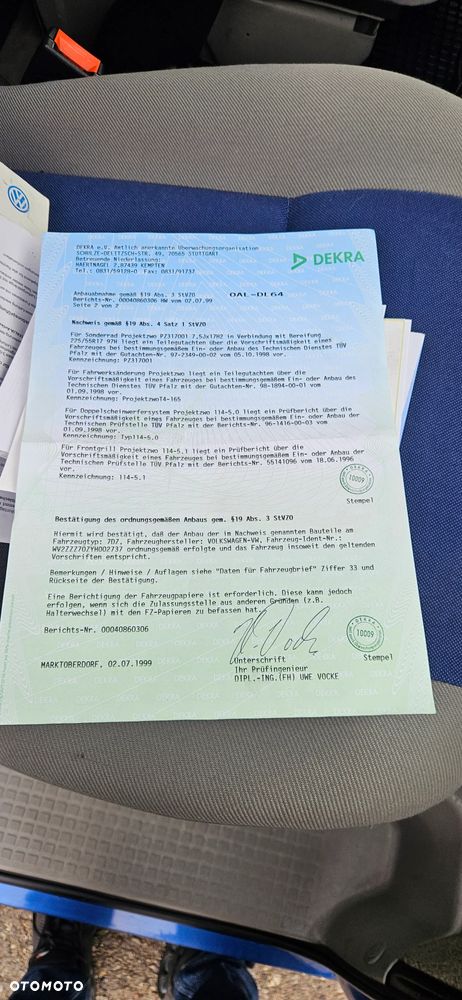 DEKRA e.V. Amtlich anerkannte Überwachungsorganisation
SCHULZE-DELITZSCH-STR. 49, 70565 STUTTGART
Betreuende Niederlassung:
HAERTNAGEL 2,87439 KEMPTEN
Tel.: 0831/59128-0 Fax: 0831/91737
DEKRA
Anbauabnahme gemäß §19 Abs. 3 StVZO
OAL-DL64
Berichts-Nr. 00040860306 HW vom 02.07.99
Seite 2 von 2
Nachweis gemäß §19 Abs. 4 Satz 1 StVZO
Für Sonderrad Projektzwo PZ317001 7,5Jx17H2 in Verbindung mit Bereifung
225/55R17 97H liegt ein Teilegutachten über die Vorschriftsmäßigkeit eines
Fahrzeuges bei bestimmungsgemäßem Ein- oder Anbau des Technischen Dienstes TÜV
Pfalz mit der Gutachten-Nr. 97-2349-00-02 vom 05.10.1998 vor.
Kennzeichnung: PZ317001
Für Fahrwerksänderung Projektzwo liegt ein Teilegutachten über die
Vorschriftsmäßigkeit eines Fahrzeuges bei bestimmungsgemäßem Ein- oder Anbau des
Technischen Dienstes TÜV Pfalz mit der Gutachten-Nr. 98-1894-00-01 vom
01.09.1998 vor.
Kennzeichnung: ProjektzwoT4-165
Für Doppelscheinwerfersystem Projektzwo 114-5.0 liegt ein Prüfbericht über die
Vorschriftsmäßigkeit eines Fahrzeuges bei bestimmungsgemäßem Ein- oder Anbau der
Technischen Prüfstelle TÜV Pfalz mit der Berichts-Nr. 96-1416-00-03 vom
01.09.1998 vor.
Kennzeichnung: Typ114-5.0
Für Frontgrill Projektzwo 114-5.1 liegt ein Prüfbericht über die
Vorschriftsmäßigkeit eines Fahrzeuges bei bestimmungsgemäßem Ein- oder Anbau der
Technischen Prüfstelle TÜV Pfalz mit der Berichts-Nr. 55141096 vom 18.06.1996
vor.
Kennzeichnung: 114-5.1
10009
Stempel
Bestätigung des ordnungsgemäßen Anbaus gem. §19 Abs. 3 StVZO
Hiermit wird bestätigt, daß der Anbau der im Nachweis genannten Bauteile am
Fahrzeugtyp: 7DZ, Fahrzeughersteller: VOLKSWAGEN-VW, Fahrzeug-Ident-Nr.:
WV2ZZZ70ZYH002737 ordnungsgemäß erfolgte und das Fahrzeug insoweit den geltenden
Vorschriften entspricht.
Bemerkungen / Hinweise / Auflagen siehe "Daten für Fahrzeugbrief" Ziffer 33 und
Rückseite der Bestätigung.
Eine Berichtigung der Fahrzeugpapiere ist erforderlich. Diese kann jedoch
erfolgen, wenn sich die Zulassungsstelle aus anderen Gründen (z.B.
Halterwechsel) mit den FZ-Papieren zu befassen hat.
Berichts-Nr. 00040860306
DEKRA
10009
MARKTOBERDORF, 02.07.1999
Unterschrift
Stempel
Ihr Prüfingenieur
DIPL.-ING.(FH) UWE VOCKE
OTOMOTO